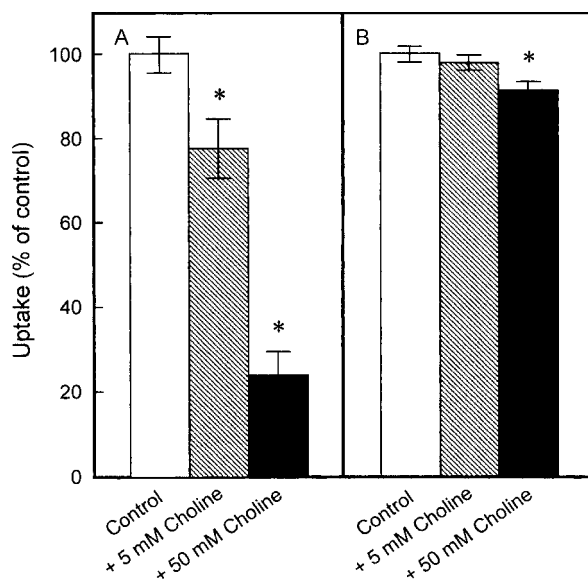 A
B
Uptake (% of control)
100
80
60
40
20
0
*
*
*
Control
+ 5 mM Choline
+ 50 mM Choline
Control
+ 5 mM Choline
+ 50 mM Choline